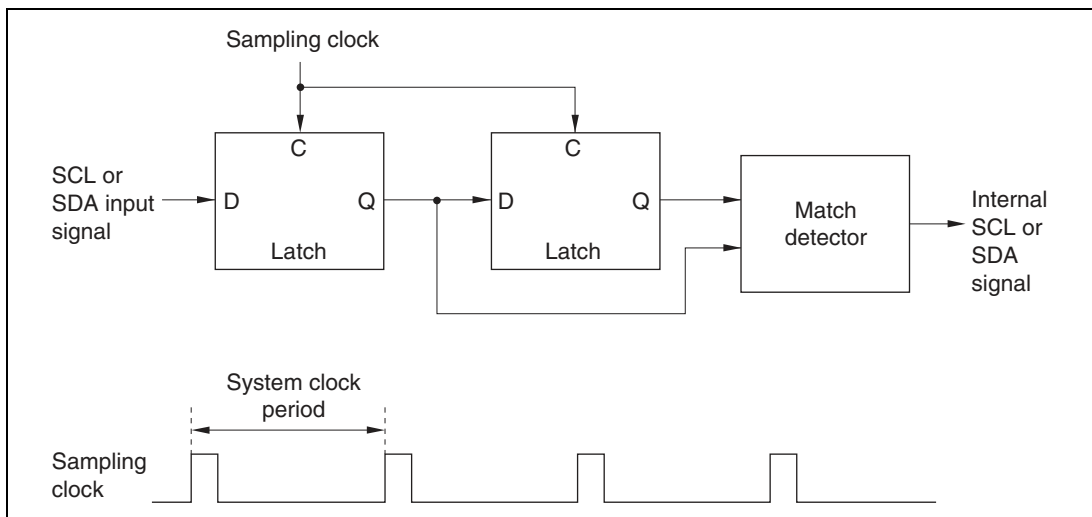 Sampling clock
SCL or
SDA input
signal
C
D
Q
Latch
C
D
Q
Latch
Match
detector
Internal
SCL or
SDA
signal
System clock
period
Sampling
clock